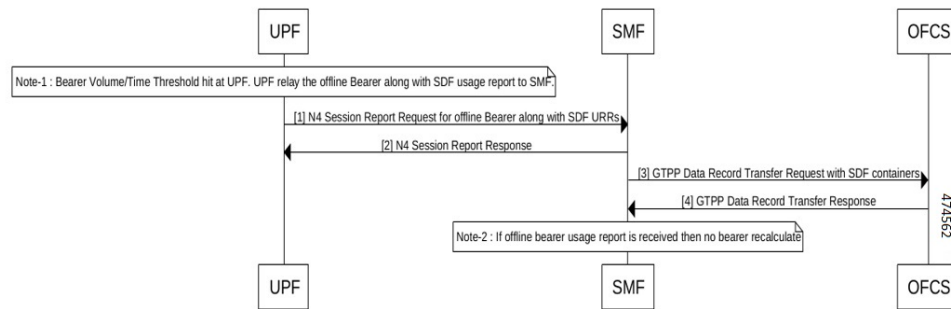 UPF
SMF
OFCS
Note-1 : Bearer Volume/Time Threshold hit at UPF. UPF relay the offline Bearer along with SDF usage report to SMF.
[1] N4 Session Report Request for offline Bearer along with SDF URRs
[2] N4 Session Report Response
[3] GTPP Data Record Transfer Request with SDF containers
[4] GTPP Data Record Transfer Response
Note-2 : If offline bearer usage report is received then no bearer recalculate
474562
UPF
SMF
OFCS